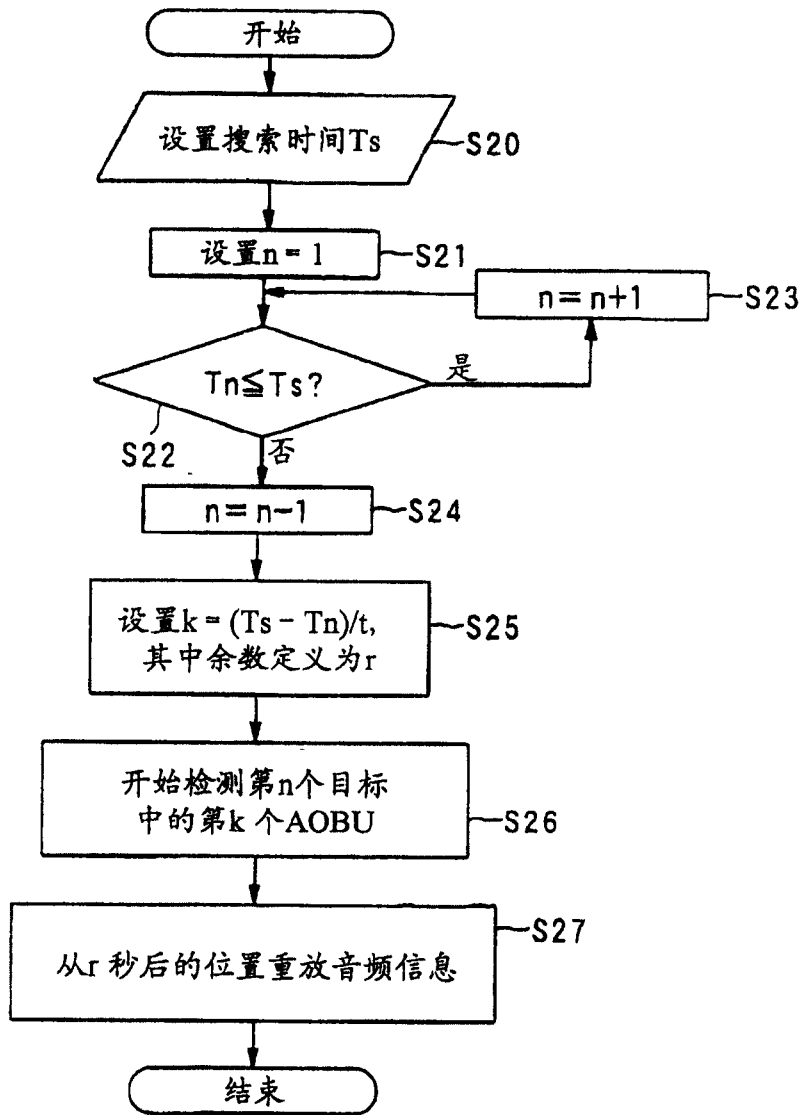 开始
设置搜索时间Ts
S20
设置n = 1
S21
n=n+1
S23
Tn≦Ts?
是
S22
否
n=n-1
S24
设置k = (Ts - Tn)/t,
其中余数定义为r
S25
开始检测第n个目标
中的第k 个AOBU
S26
从r 秒后的位置重放音频信息
S27
结束